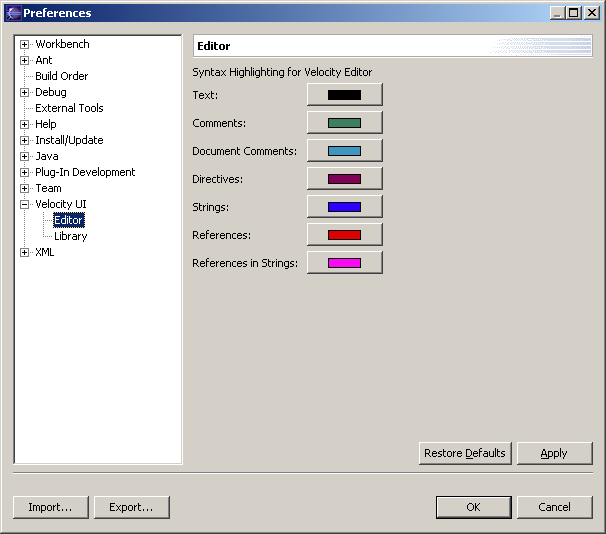 Preferences
Workbench
Ant
Build Order
Debug
External Tools
Help
Install/Update
Java
Plug-In Development
Team
Velocity UI
Editor
Library
XML
Editor
Syntax Highlighting for Velocity Editor
Text:
Comments:
Document Comments:
Directives:
Strings:
References:
References in Strings:
Restore Defaults
Apply
Import...
Export...
OK
Cancel